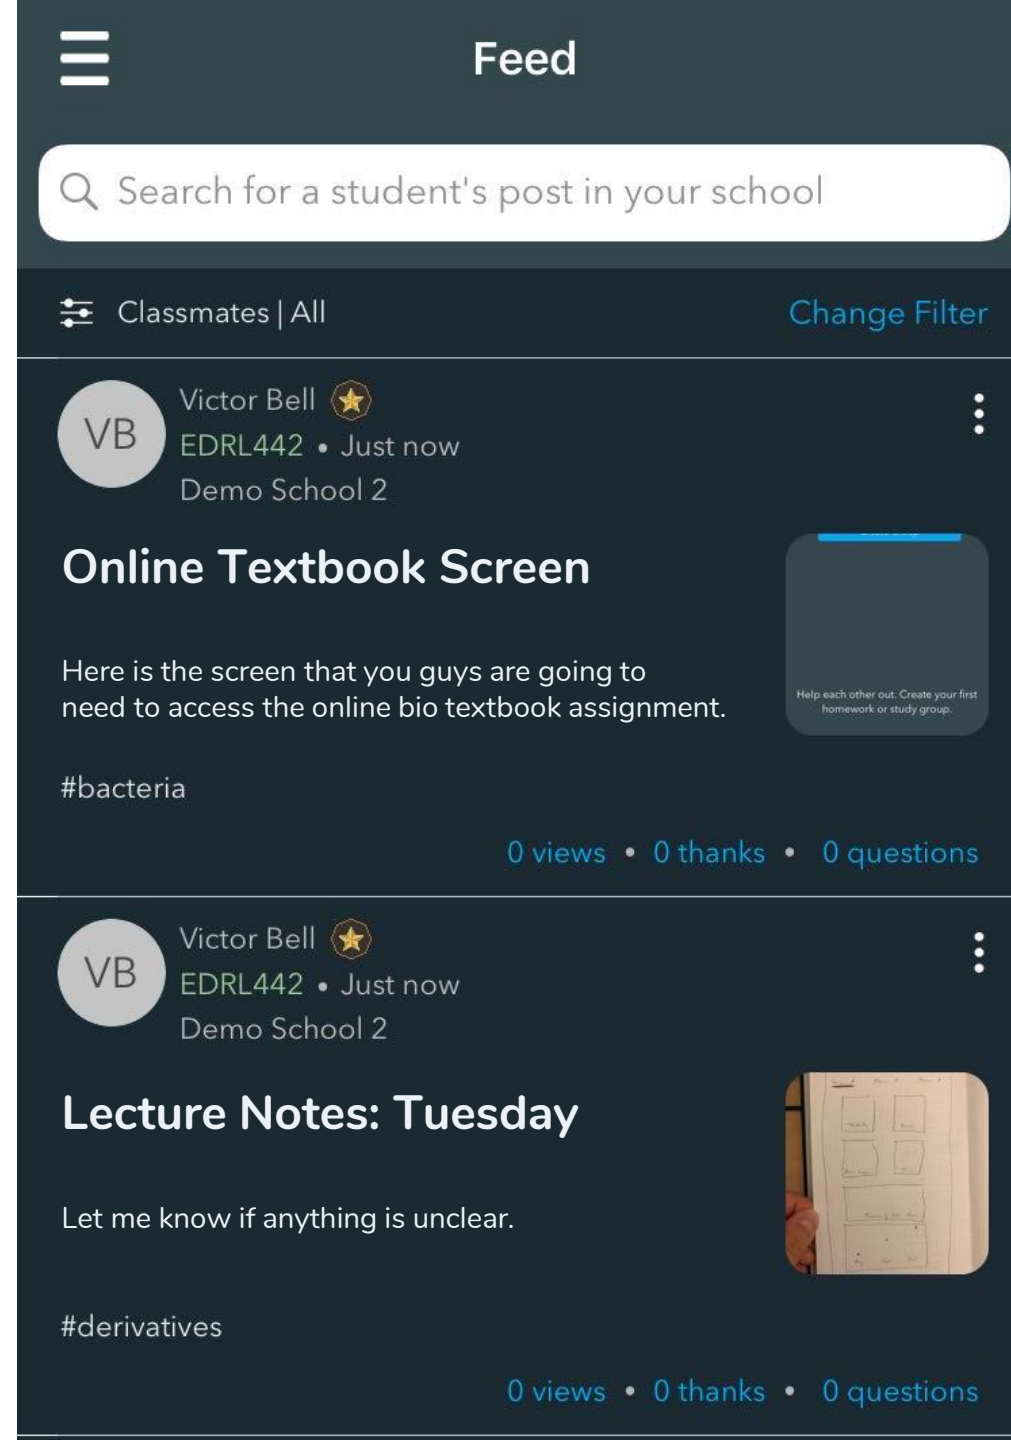 Feed
Search for a student's post in your school
Classmates | All
Change Filter
VB
Victor Bell
EDRL442 • Just now
Demo School 2
Online Textbook Screen
Here is the screen that you guys are going to
need to access the online bio textbook assignment.
Help each other out. Create your first
homework or study group.
#bacteria
0 views • 0 thanks • 0 questions
VB
Victor Bell
EDRL442 • Just now
Demo School 2
Lecture Notes: Tuesday
Let me know if anything is unclear.
#derivatives
0 views • 0 thanks • 0 questions